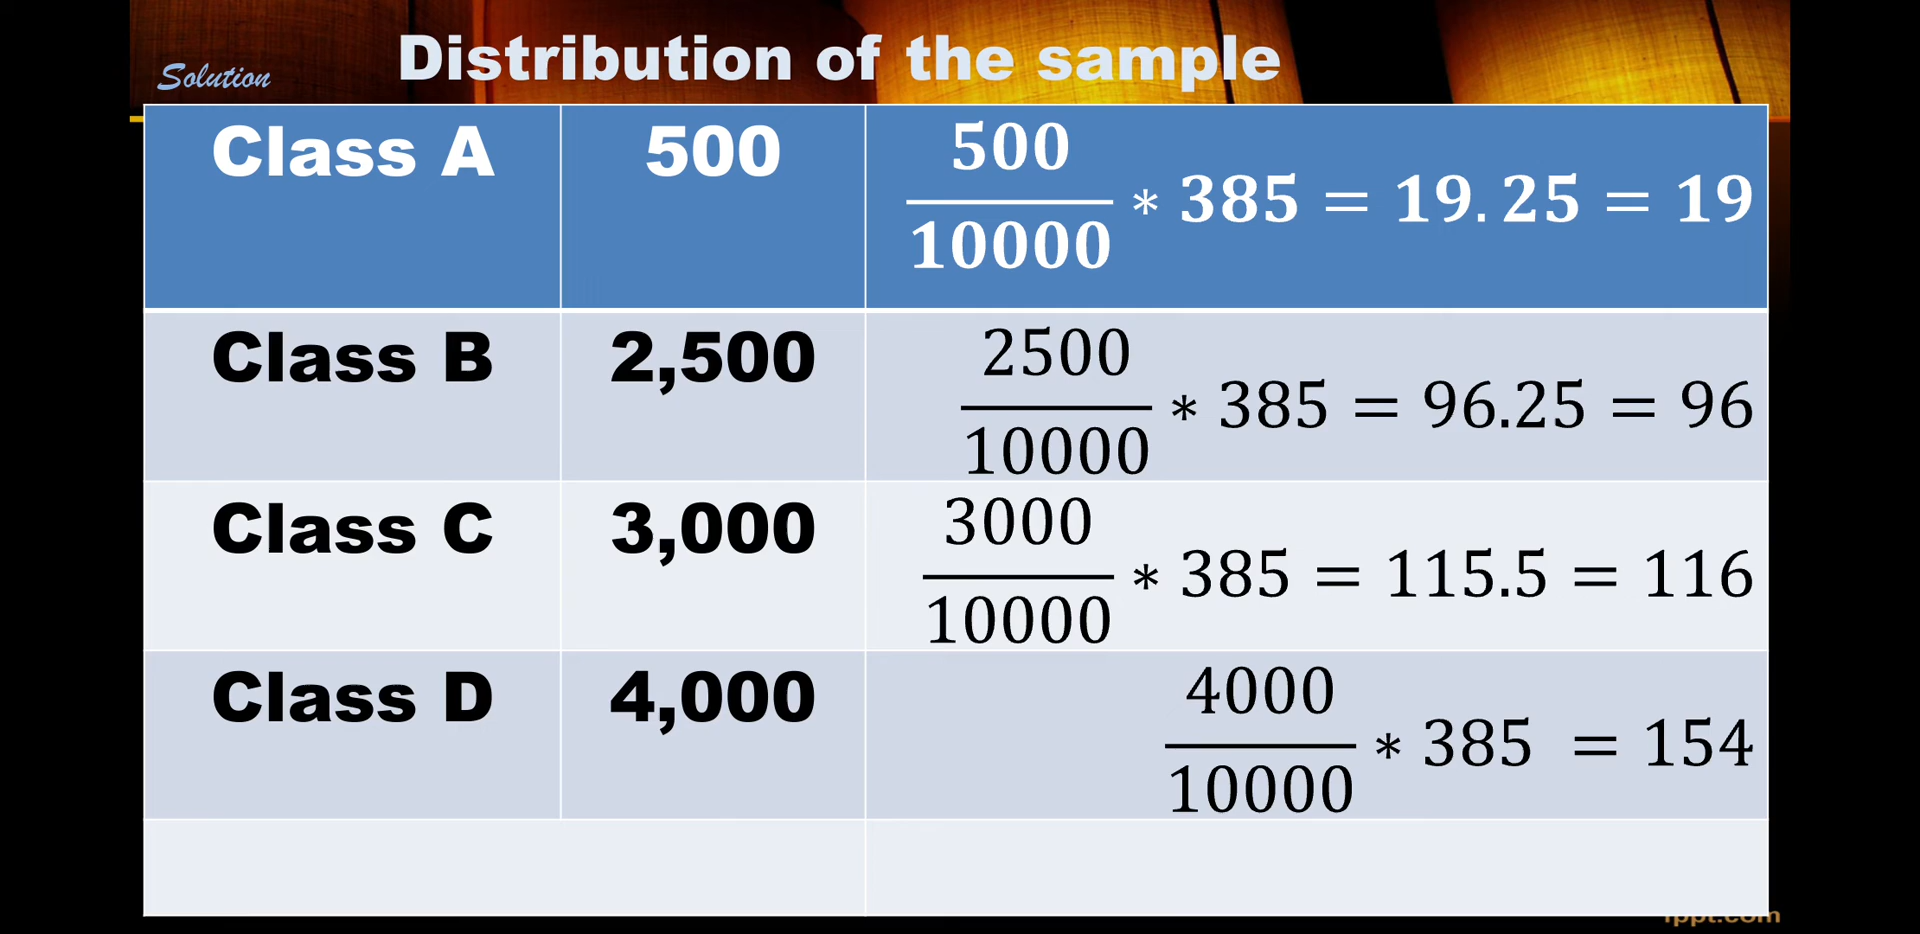 Solution
Distribution of the sample
Class A 500 500/10000 * 385 = 19.25 = 19
Class B 2,500 2500/10000 * 385 = 96.25 = 96
Class C 3,000 3000/10000 * 385 = 115.5 = 116
Class D 4,000 4000/10000 * 385 = 154
fppt.com